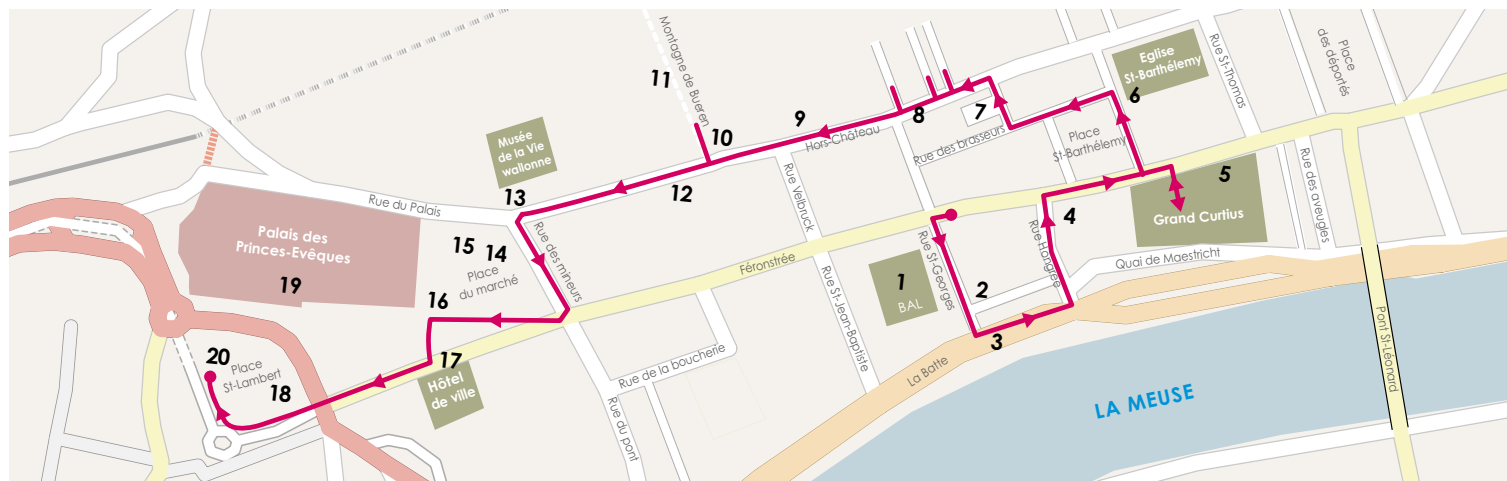 Montagne de Bueren
11
Eglise
St-Barthélemy
6
Rue St-Thomas
Place
des déportés
10
9
8
7
Hors-Château
Rue des brasseurs
Place
St-Barthélemy
Musée
de la Vie
wallonne
13
12
Rue du Palais
Rue Velbruck
5
Grand Curtius
Rue des aveugles
4
Rue Hongrée
Quai de Maestricht
Palais des
Princes-Evêques
19
15
14
Place
du marché
16
Rue des mineurs
Féronstrée
Rue St-Jean-Baptiste
1
BAL
Rue St-Georges
2
3
La Batte
LA MEUSE
Pont St-Léonard
20
Place
St-Lambert
18
17
Hôtel
de ville
Rue de la boucherie
Rue du pont